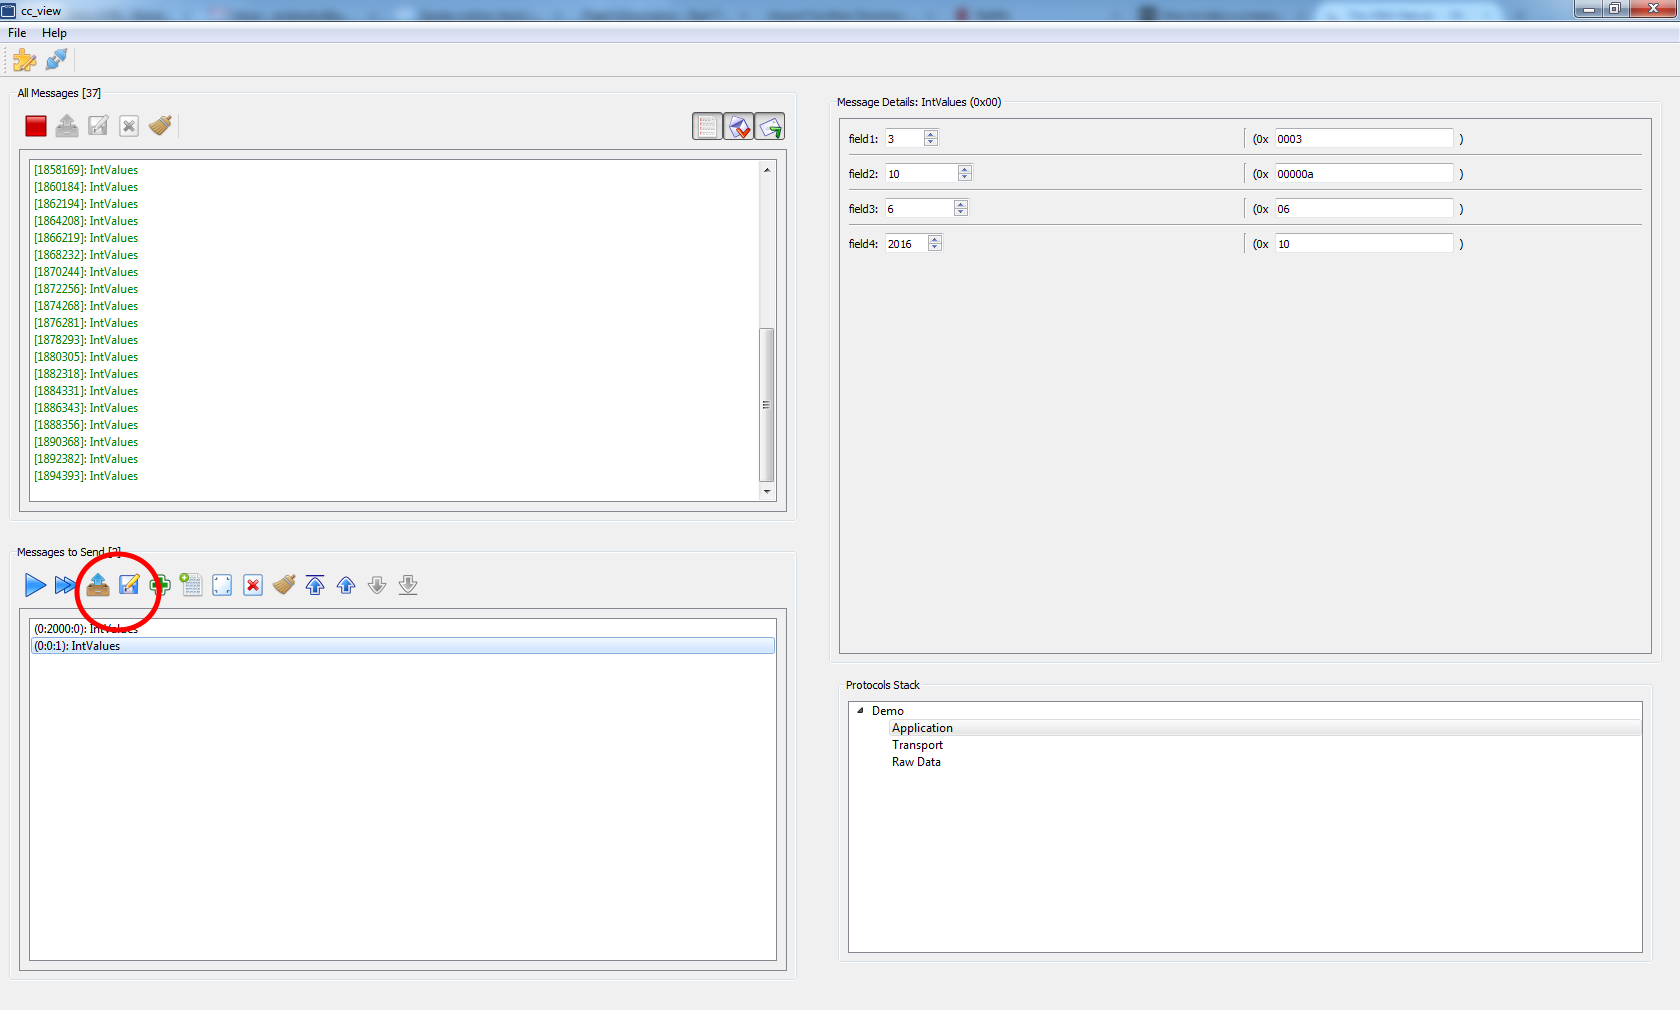 cc_view
File Help
All Messages [37]
[1858169]: IntValues
[1860184]: IntValues
[1862194]: IntValues
[1864208]: IntValues
[1866219]: IntValues
[1868232]: IntValues
[1870244]: IntValues
[1872256]: IntValues
[1874268]: IntValues
[1876281]: IntValues
[1878293]: IntValues
[1880305]: IntValues
[1882318]: IntValues
[1884331]: IntValues
[1886343]: IntValues
[1888356]: IntValues
[1890368]: IntValues
[1892382]: IntValues
[1894393]: IntValues
Messages to Send [2]
(0:2000:0): IntValues
(0:0:1): IntValues
Message Details: IntValues (0x00)
field1: 3 (0x 0003 )
field2: 10 (0x 00000a )
field3: 6 (0x 06 )
field4: 2016 (0x 10 )
Protocols Stack
Demo
Application
Transport
Raw Data